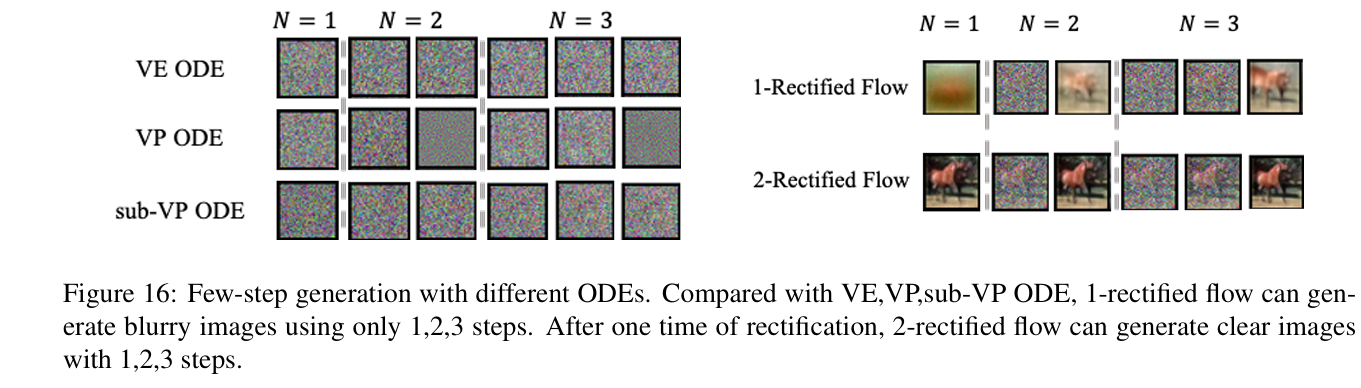 N = 1 N = 2 N = 3
VE ODE
VP ODE
sub-VP ODE
N = 1 N = 2 N = 3
1-Rectified Flow
2-Rectified Flow
Figure 16: Few-step generation with different ODEs. Compared with VE,VP,sub-VP ODE, 1-rectified flow can gen-
erate blurry images using only 1,2,3 steps. After one time of rectification, 2-rectified flow can generate clear images
with 1,2,3 steps.